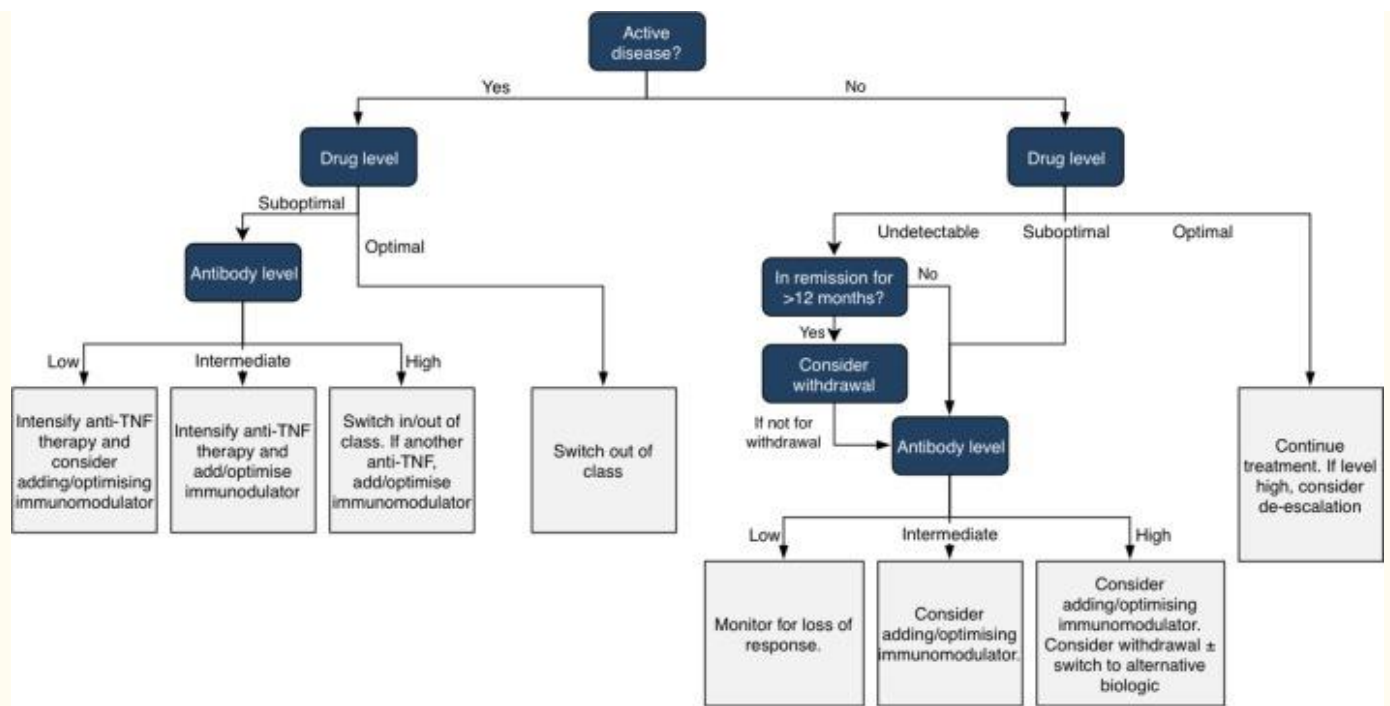 Active
disease?
Yes
No
Drug level
Drug level
Suboptimal
Optimal
Undetectable
Suboptimal
Optimal
Antibody level
In remission for
>12 months?
No
Yes
Consider
withdrawal
If not for
withdrawal
Antibody level
Low
Intermediate
High
Intensify anti-TNF
therapy and
consider
adding/optimising
immunomodulator
Intensify anti-TNF
therapy and
add/optimise
immunodulator
Switch in/out of
class. If another
anti-TNF,
add/optimise
immunomodulator
Switch out of
class
Continue
treatment. If level
high, consider
de-escalation
Low
Intermediate
High
Monitor for loss of
response.
Consider
adding/optimising
immunomodulator.
Consider
adding/optimising
immunomodulator.
Consider withdrawal ±
switch to alternative
biologic